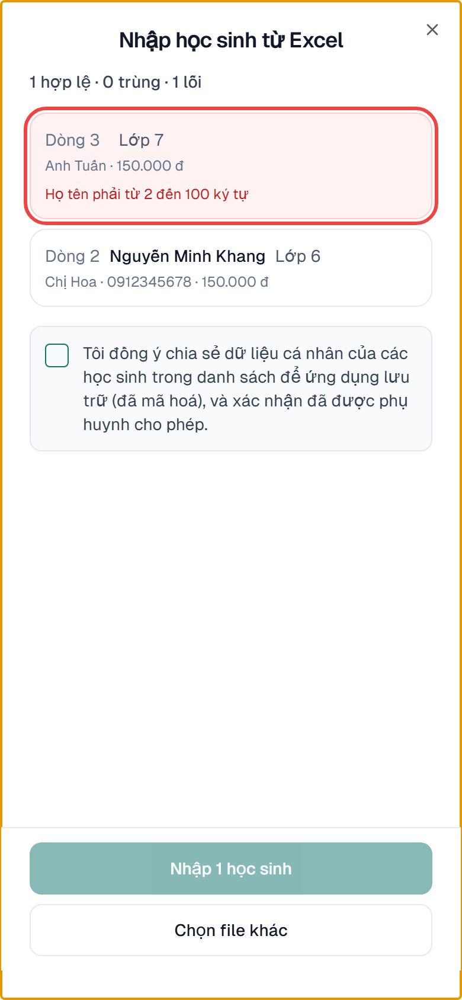 Nhập học sinh từ Excel
1 hợp lệ · 0 trùng · 1 lỗi
Dòng 3 Lớp 7
Anh Tuấn · 150.000 đ
Họ tên phải từ 2 đến 100 ký tự
Dòng 2 Nguyễn Minh Khang Lớp 6
Chị Hoa · 0912345678 · 150.000 đ
Tôi đồng ý chia sẻ dữ liệu cá nhân của các
học sinh trong danh sách để ứng dụng lưu
trữ (đã mã hoá), và xác nhận đã được phụ
huynh cho phép.
Nhập 1 học sinh
Chọn file khác